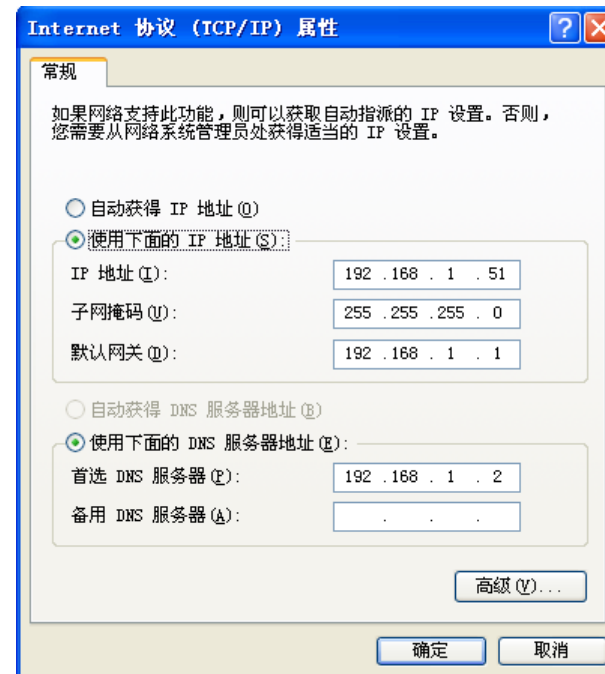 Internet 协议 (TCP/IP) 属性
常规
如果网络支持此功能，则可以获取自动指派的 IP 设置。否则，
您需要从网络系统管理员处获得适当的 IP 设置。
自动获得 IP 地址(O)
使用下面的 IP 地址(S):
IP 地址(I): 192 .168 . 1 . 51
子网掩码(U): 255 .255 .255 . 0
默认网关(D): 192 .168 . 1 . 1
自动获得 DNS 服务器地址(B)
使用下面的 DNS 服务器地址(E):
首选 DNS 服务器(P): 192 .168 . 1 . 2
备用 DNS 服务器(A): . . .
高级(V)...
确定 取消